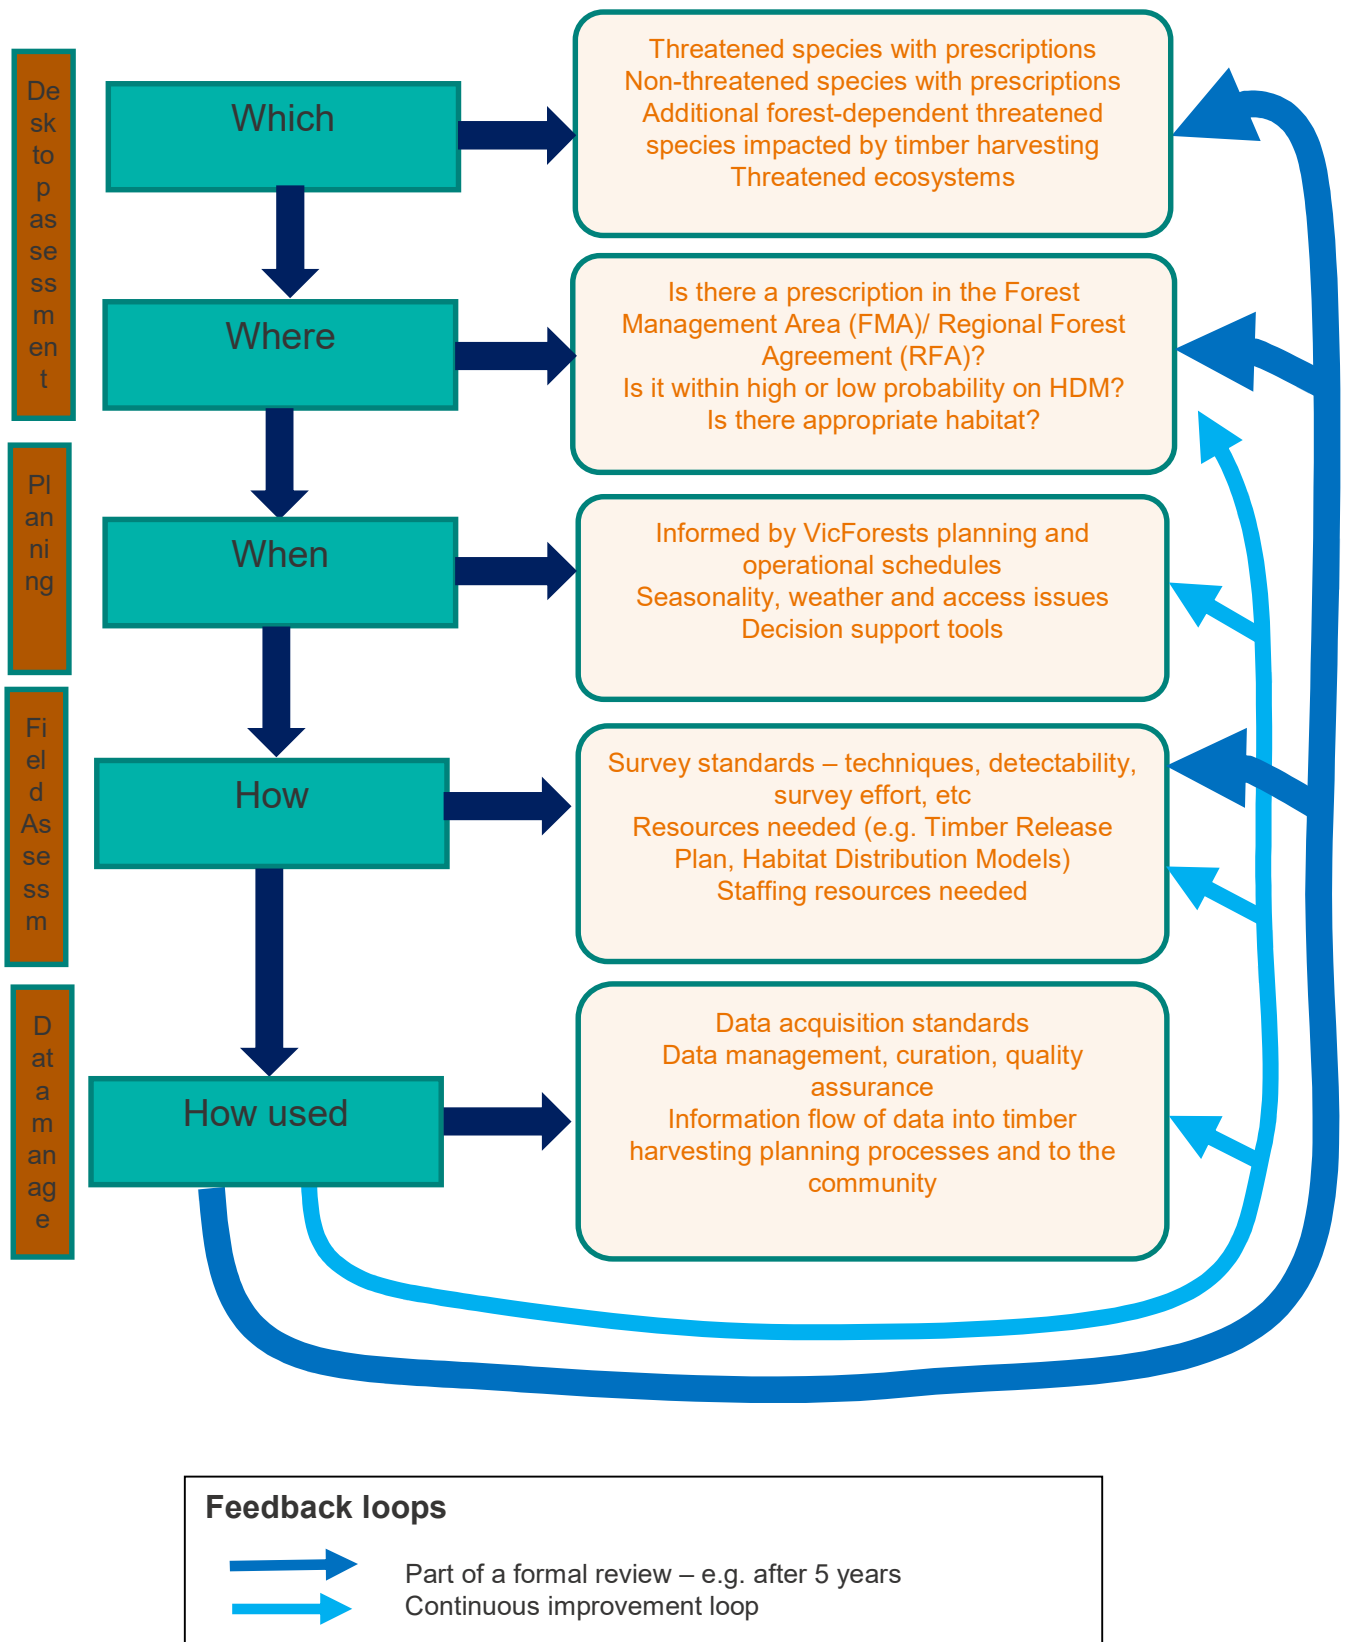 De
sk
to
p
as
se
ss
m
en
t
Which
Threatened species with prescriptions
Non-threatened species with prescriptions
Additional forest-dependent threatened
species impacted by timber harvesting
Threatened ecosystems
Where
Is there a prescription in the Forest
Management Area (FMA)/ Regional Forest
Agreement (RFA)?
Is it within high or low probability on HDM?
Is there appropriate habitat?
Pl
an
ni
ng
When
Informed by VicForests planning and
operational schedules
Seasonality, weather and access issues
Decision support tools
Fi
el
d
As
se
ss
m
How
Survey standards – techniques, detectability,
survey effort, etc
Resources needed (e.g. Timber Release
Plan, Habitat Distribution Models)
Staffing resources needed
D
at
a
m
an
ag
e
How used
Data acquisition standards
Data management, curation, quality
assurance
Information flow of data into timber
harvesting planning processes and to the
community
Feedback loops
Part of a formal review – e.g. after 5 years
Continuous improvement loop